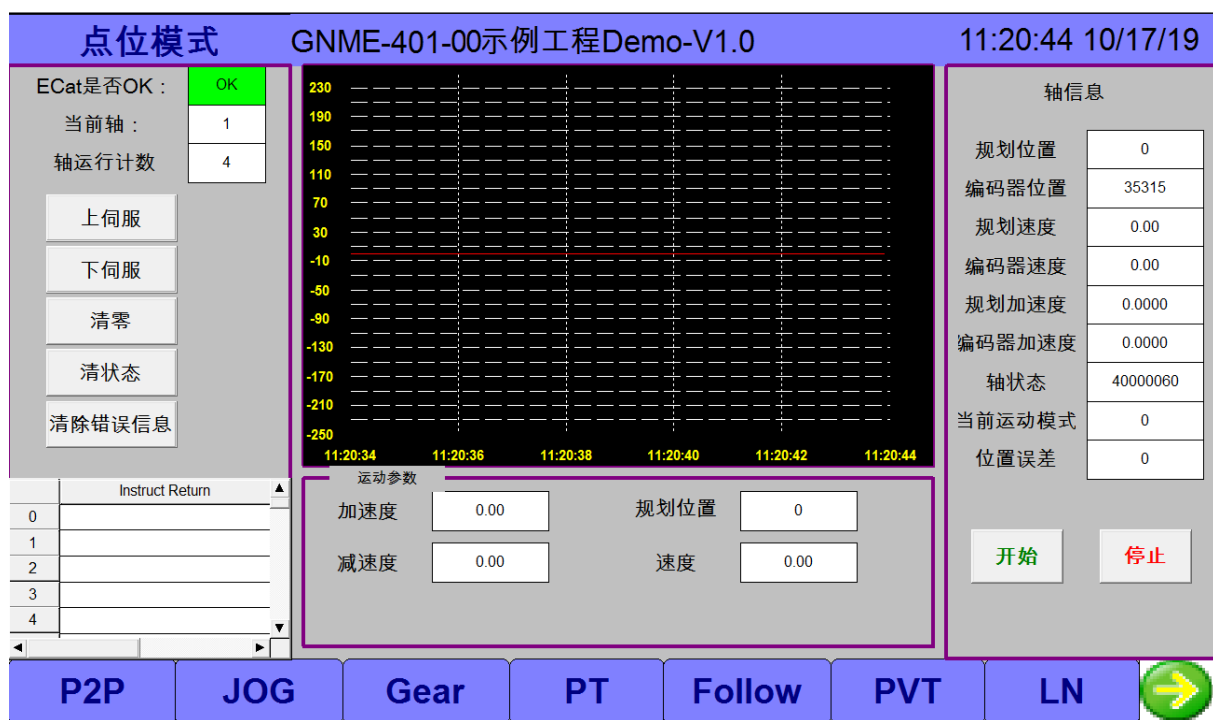 点位模式 GNME-401-00示例工程Demo-V1.0 11:20:44 10/17/19
ECat是否OK： OK
当前轴： 1
轴运行计数 4
上伺服
下伺服
清零
清状态
清除错误信息
Instruct Return
0
1
2
3
4
230
190
150
110
70
30
-10
-50
-90
-130
-170
-210
-250
11:20:34 11:20:36 11:20:38 11:20:40 11:20:42 11:20:44
运动参数
加速度 0.00 规划位置 0
减速度 0.00 速度 0.00
轴信息
规划位置 0
编码器位置 35315
规划速度 0.00
编码器速度 0.00
规划加速度 0.0000
编码器加速度 0.0000
轴状态 40000060
当前运动模式 0
位置误差 0
开始 停止
P2P JOG Gear PT Follow PVT LN